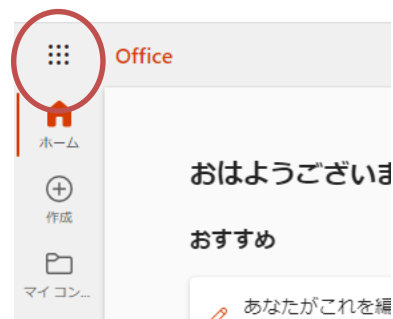 Office
ホーム
作成
マイ コン...
おはようございま
おすすめ
あなたがこれを編